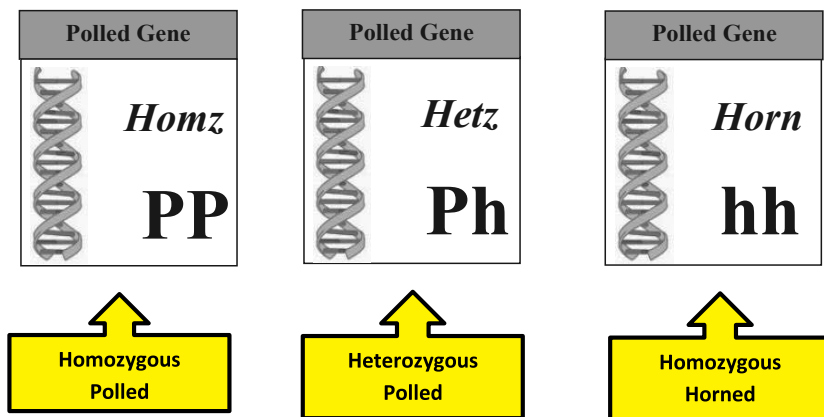 Polled Gene
Homz
PP
Homozygous
Polled
Polled Gene
Hetz
Ph
Heterozygous
Polled
Polled Gene
Horn
hh
Homozygous
Horned